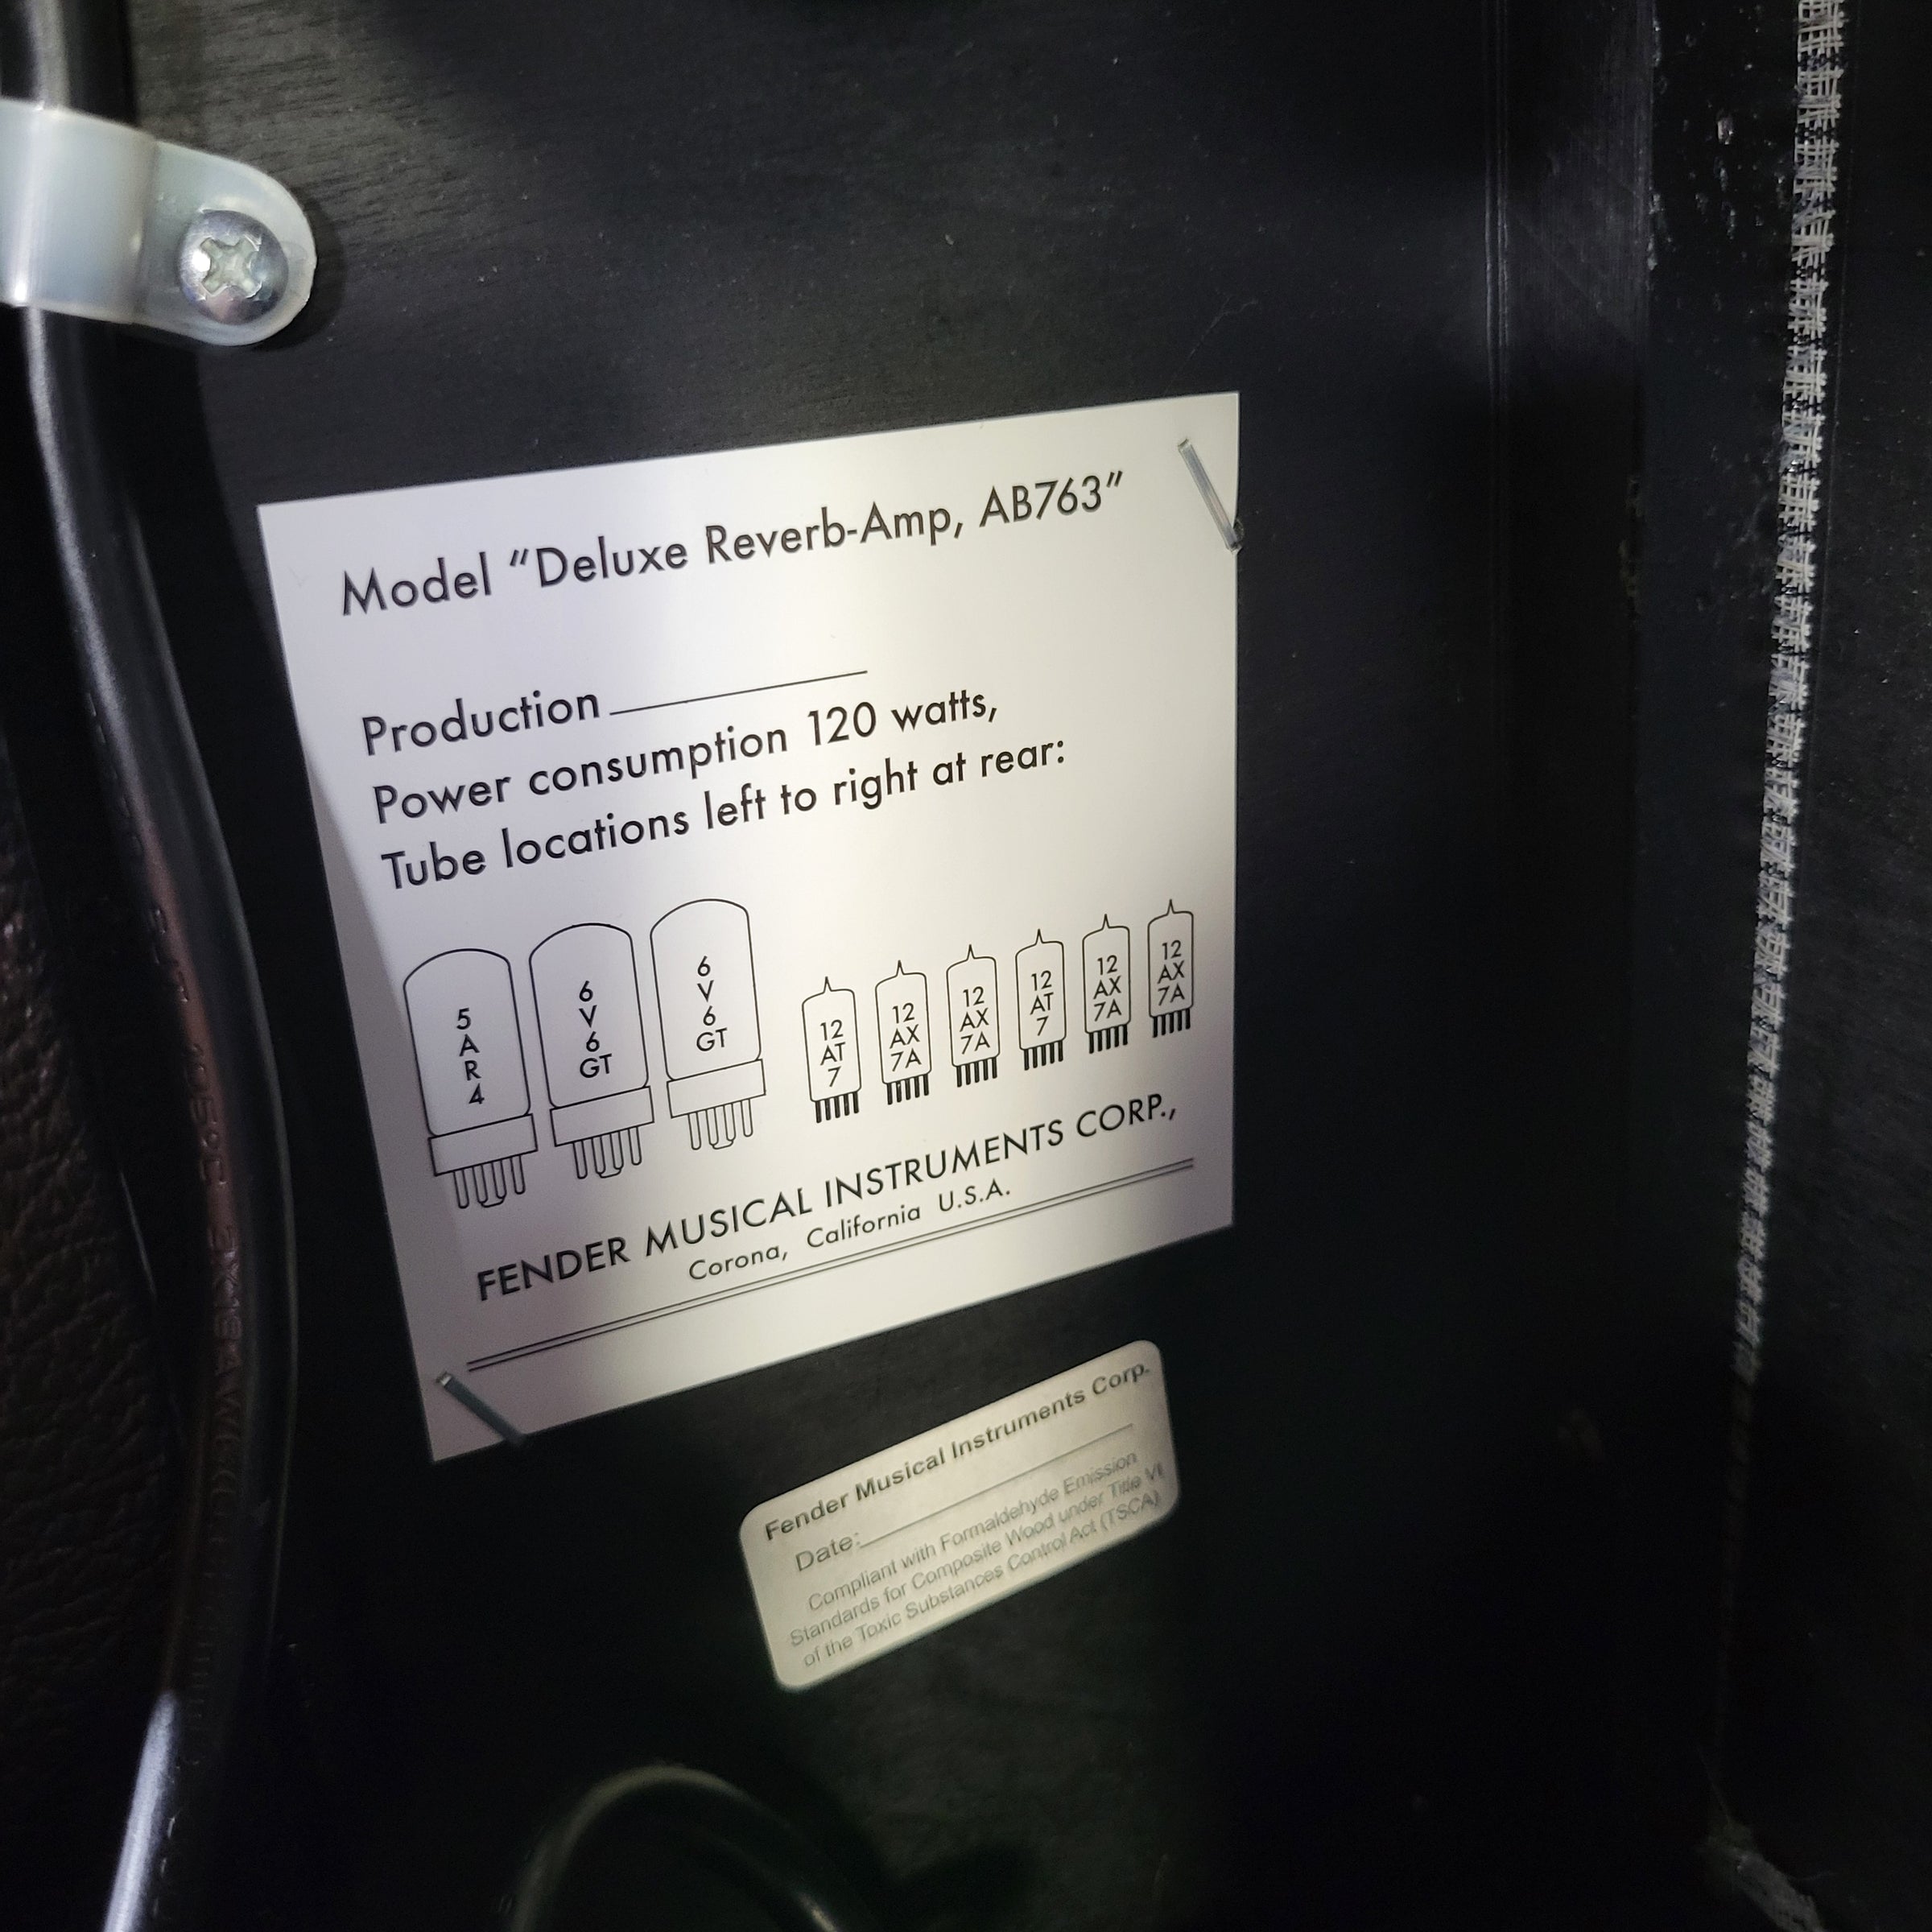 Model "Deluxe Reverb-Amp, AB763"
Production
Power consumption 120 watts,
Tube locations left to right at rear:
5
A
R
4
6
V
6
GT
6
V
6
GT
12
AT
7
12
AX
7A
12
AX
7A
12
AT
7
12
AX
7A
12
AX
7A
FENDER MUSICAL INSTRUMENTS CORP.,
Corona, California U.S.A.
Fender Musical Instruments Corp.
Date:
Compliant with Formaldehyde Emission
Standards for Composite Wood under Title VI
of the Toxic Substances Control Act (TSCA)